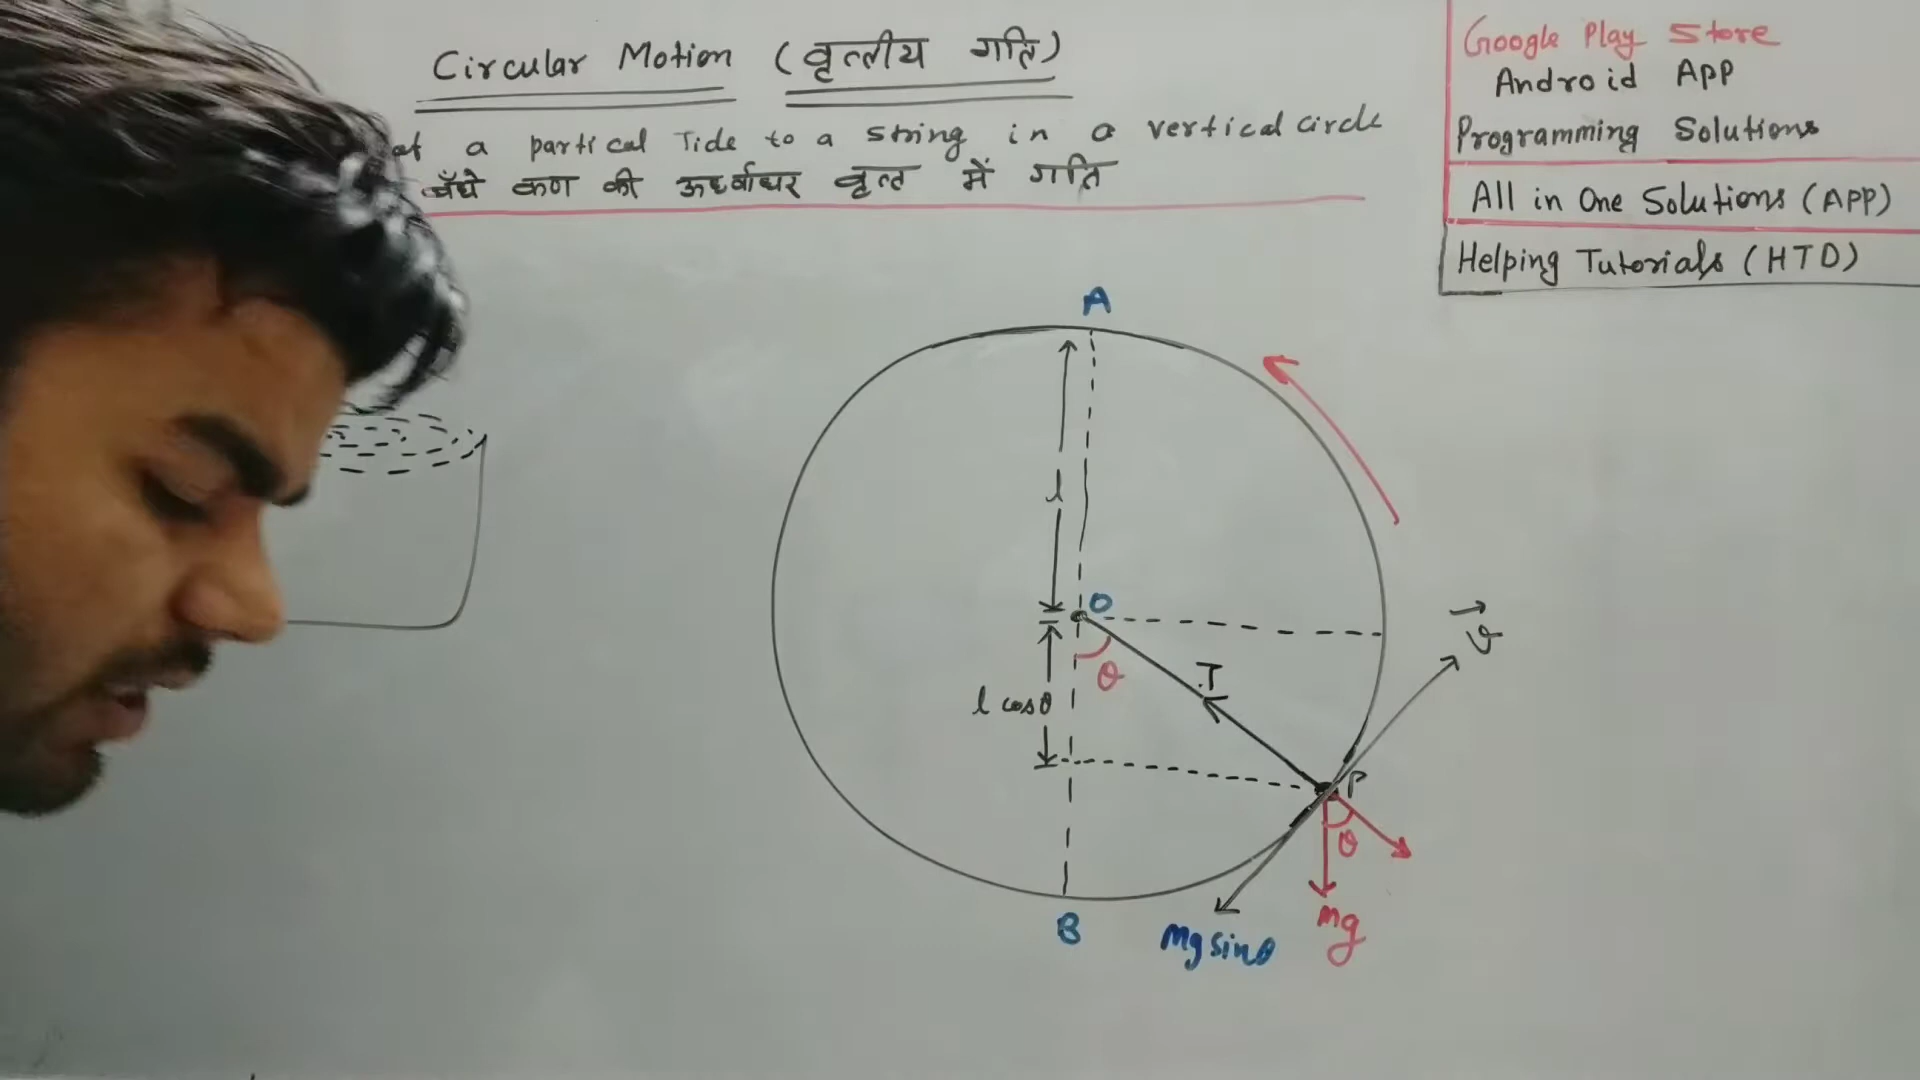 Circular Motion (वृत्तीय गति)
of a partical Tide to a string in a vertical circle
बँधे कण की ऊर्ध्वाधर वृत्त में गति
Google Play Store
Android App
Programming Solutions
All in One Solutions (APP)
Helping Tutorials (HTD)
A
l
O
θ
T
v
l cosθ
P
θ
B
mg sinθ
mg